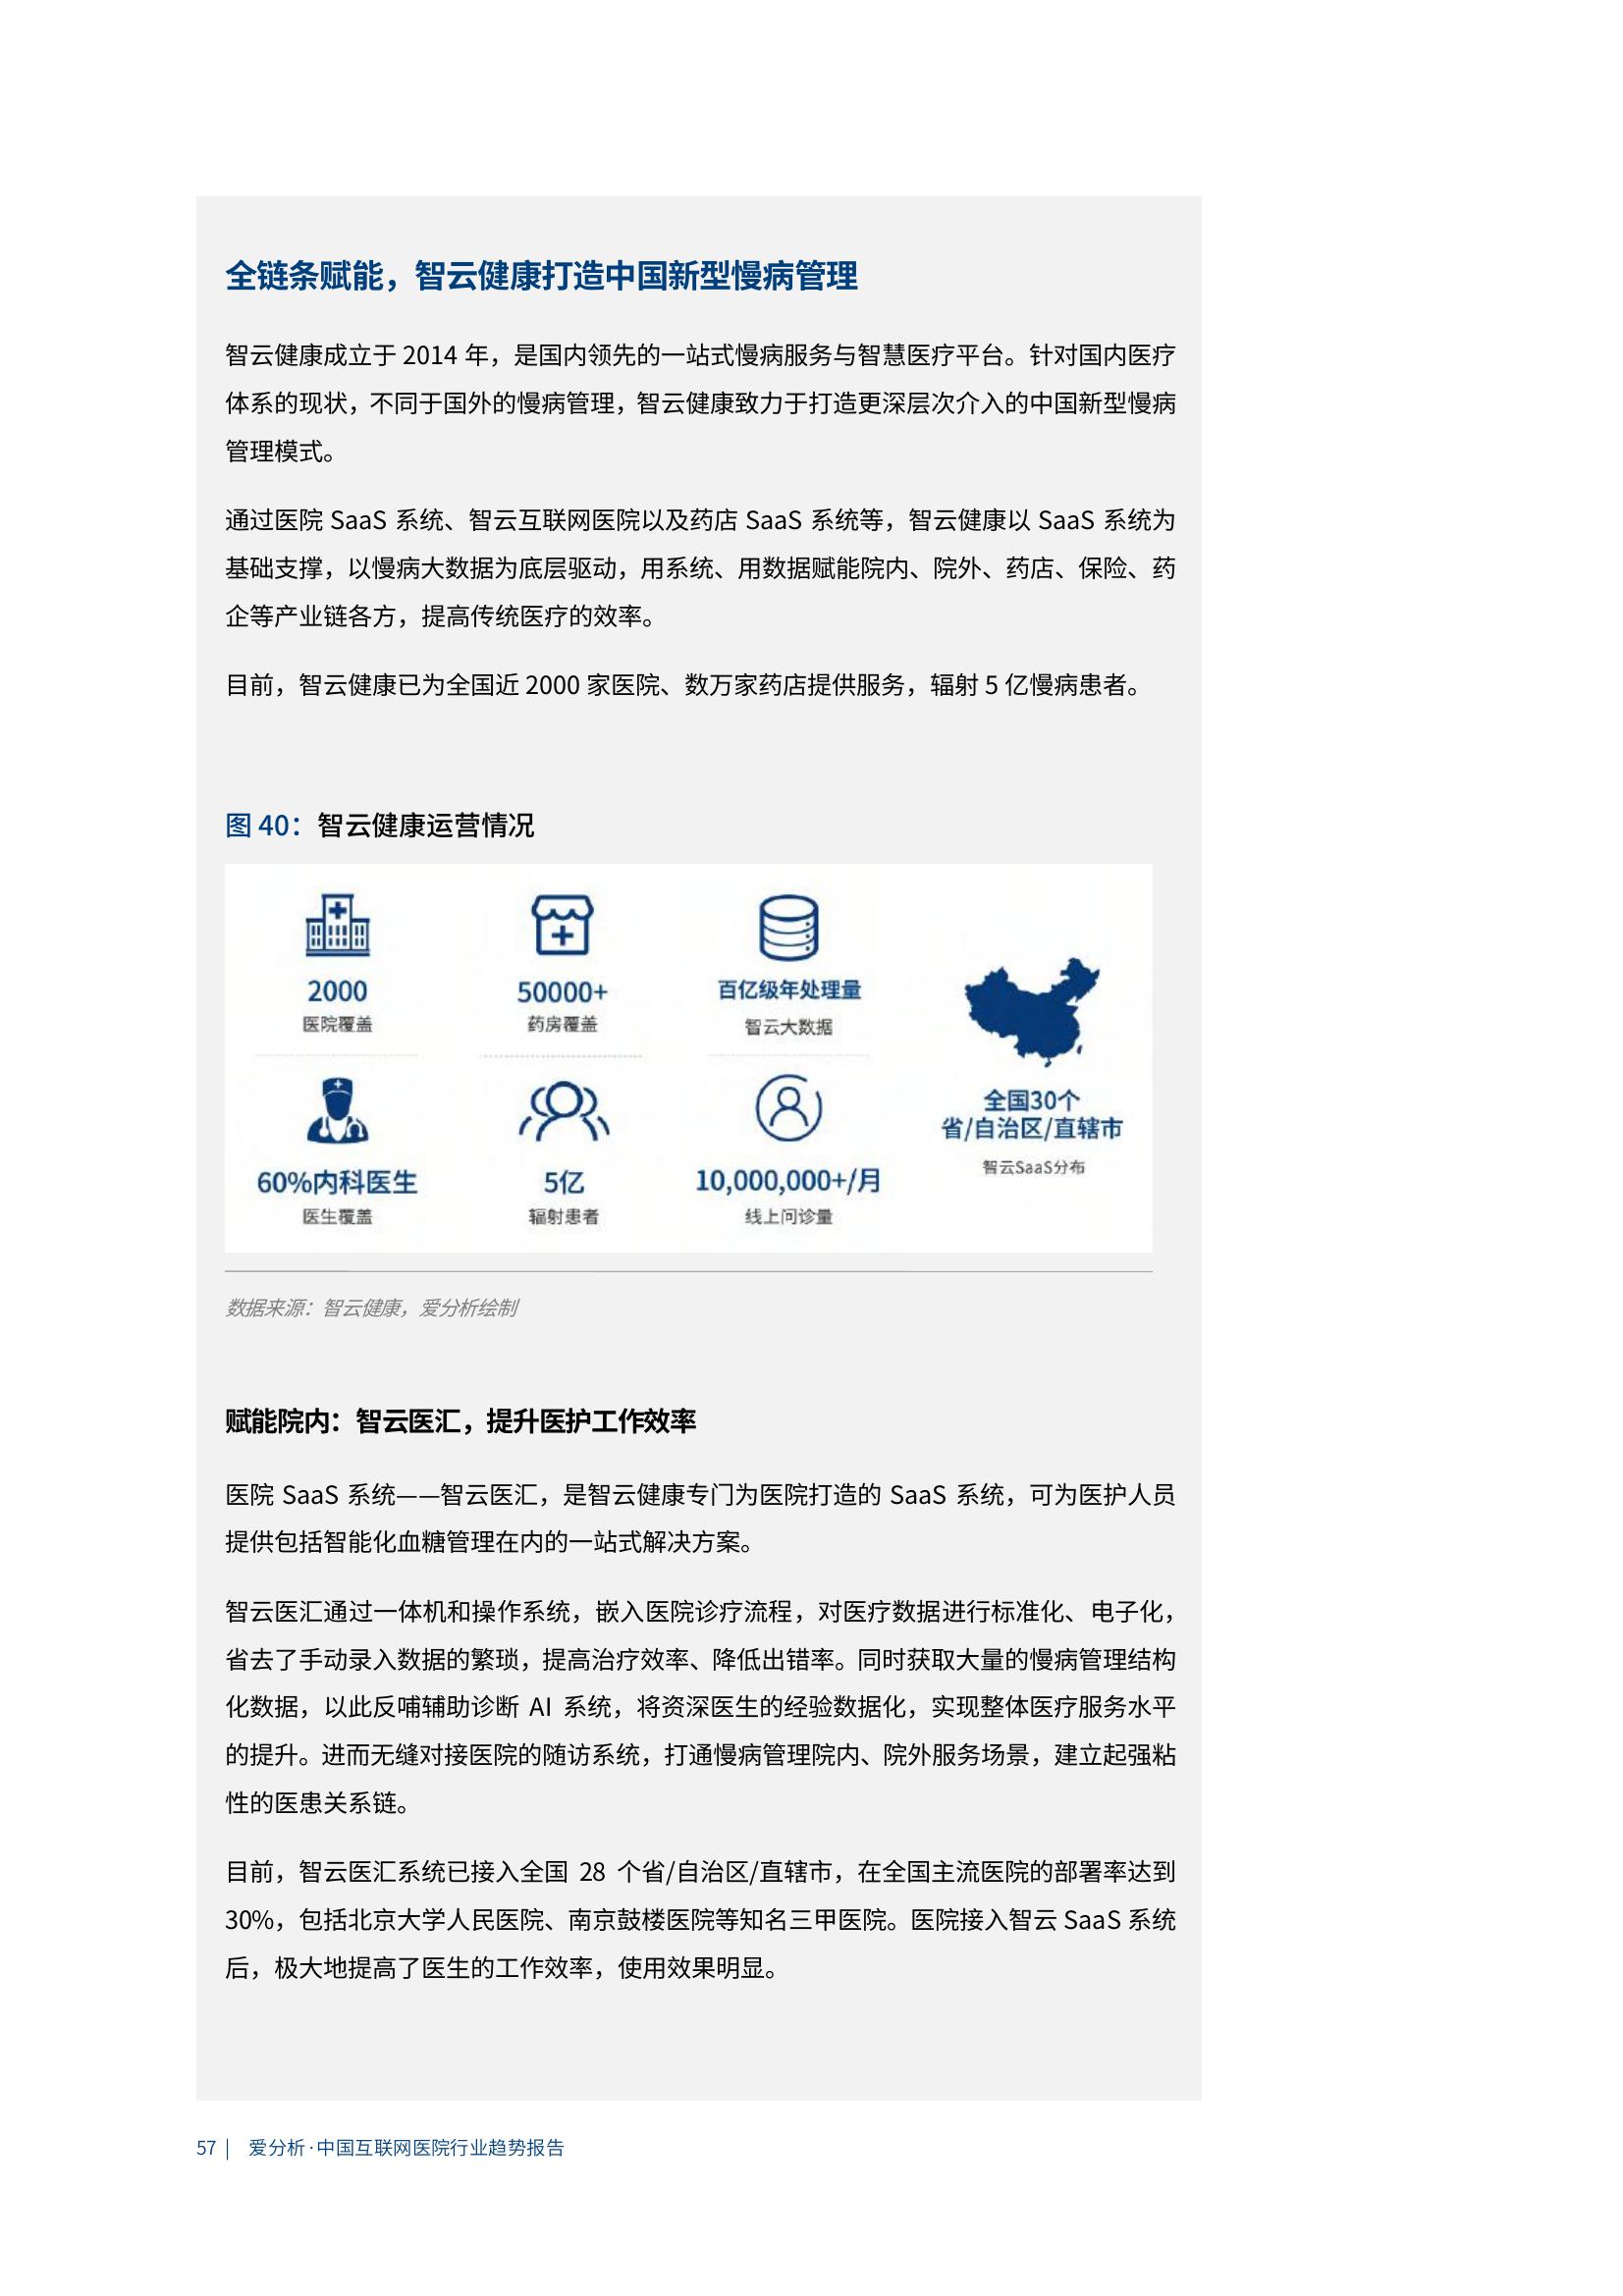 全链条赋能，智云健康打造中国新型慢病管理
智云健康成立于 2014 年，是国内领先的一站式慢病服务与智慧医疗平台。针对国内医疗
体系的现状，不同于国外的慢病管理，智云健康致力于打造更深层次介入的中国新型慢病
管理模式。
通过医院 SaaS 系统、智云互联网医院以及药店 SaaS 系统等，智云健康以 SaaS 系统为
基础支撑，以慢病大数据为底层驱动，用系统、用数据赋能院内、院外、药店、保险、药
企等产业链各方，提高传统医疗的效率。
目前，智云健康已为全国近 2000 家医院、数万家药店提供服务，辐射 5 亿慢病患者。
图 40：智云健康运营情况
2000
医院覆盖
50000+
药房覆盖
百亿级年处理量
智云大数据
60%内科医生
医生覆盖
5亿
辐射患者
10,000,000+/月
线上问诊量
全国30个
省/自治区/直辖市
智云SaaS分布
数据来源：智云健康，爱分析绘制
赋能院内：智云医汇，提升医护工作效率
医院 SaaS 系统——智云医汇，是智云健康专门为医院打造的 SaaS 系统，可为医护人员
提供包括智能化血糖管理在内的一站式解决方案。
智云医汇通过一体机和操作系统，嵌入医院诊疗流程，对医疗数据进行标准化、电子化，
省去了手动录入数据的繁琐，提高治疗效率、降低出错率。同时获取大量的慢病管理结构
化数据，以此反哺辅助诊断 AI 系统，将资深医生的经验数据化，实现整体医疗服务水平
的提升。进而无缝对接医院的随访系统，打通慢病管理院内、院外服务场景，建立起强粘
性的医患关系链。
目前，智云医汇系统已接入全国 28 个省/自治区/直辖市，在全国主流医院的部署率达到
30%，包括北京大学人民医院、南京鼓楼医院等知名三甲医院。医院接入智云 SaaS 系统
后，极大地提高了医生的工作效率，使用效果明显。
57 | 爱分析·中国互联网医院行业趋势报告